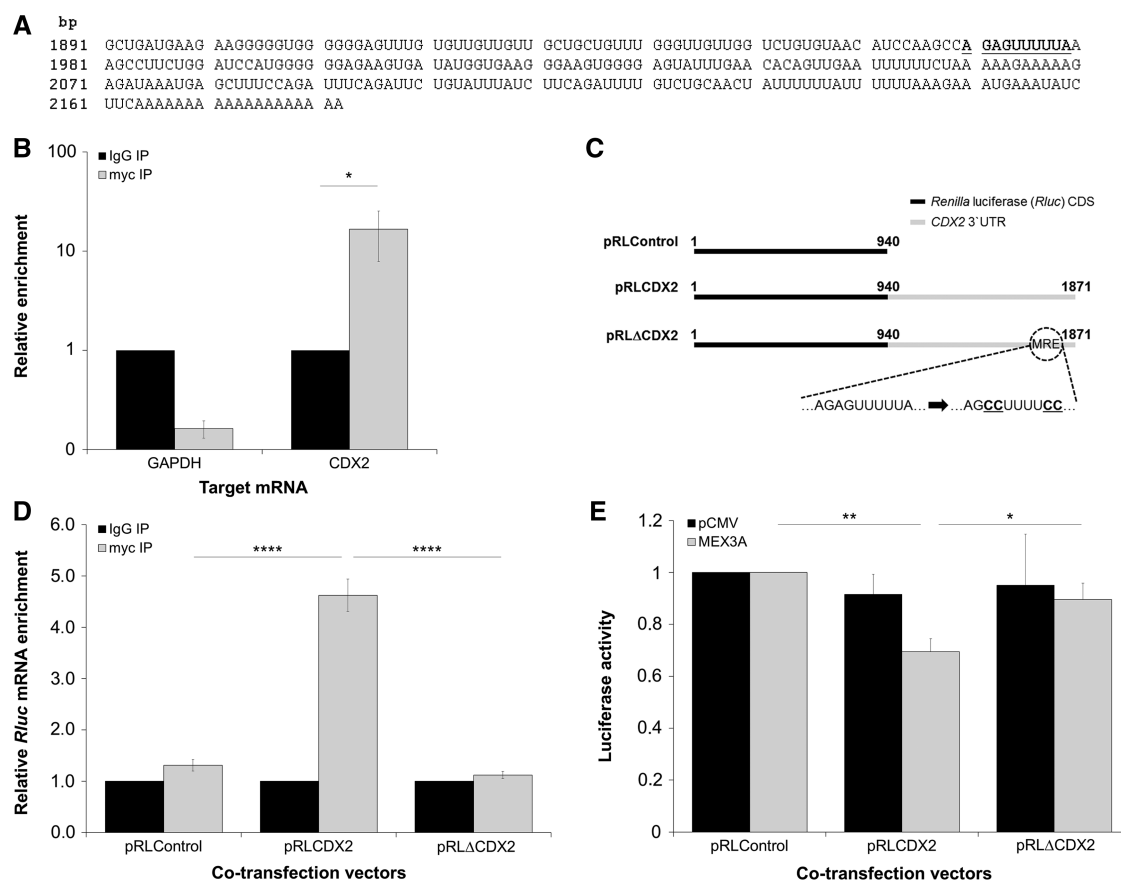 A
bp
1891 GCUGAUGAAG AAGGGGGUGG GGGGAGUUUG UGUUGUUGUU GCUGCUGUUU GGGUUGUUGG UCUGUGUAAC AUCCAAGCCA GAGUUUUUAA
1981 AGCCUUCUGG AUCCAUGGGG GGAGAAGUGA UAUGGUGAAG GGAAGUGGGG AGUAUUUGAA CACAGUUGAA UUUUUUCUAA AAAGAAAAAG
2071 AGAUAAAUGA GCUUUCCAGA UUUCAGAUUC UGUAUUUAUC UUCAGAUUUU GUCUGCAACU AUUUUUUAUU UUUUAAAGAA AUGAAAUAUC
2161 UUCAAAAAAA AAAAAAAAAA AA
B
100
10
1
0
Relative enrichment
IgG IP
myc IP
*
GAPDH
CDX2
Target mRNA
C
Renilla luciferase (Rluc) CDS
CDX2 3`UTR
pRLControl 1 940
pRLCDX2 1 940 1871
pRLΔCDX2 1 940 1871
MRE
...AGAGUUUUUA... ...AGCCUUUUCC...
D
6.0
5.0
4.0
3.0
2.0
1.0
0.0
Relative Rluc mRNA enrichment
IgG IP
myc IP
**** ****
pRLControl pRLCDX2 pRLΔCDX2
Co-transfection vectors
E
1.2
1
0.8
0.6
0.4
0.2
0
Luciferase activity
pCMV
MEX3A
** *
pRLControl pRLCDX2 pRLΔCDX2
Co-transfection vectors